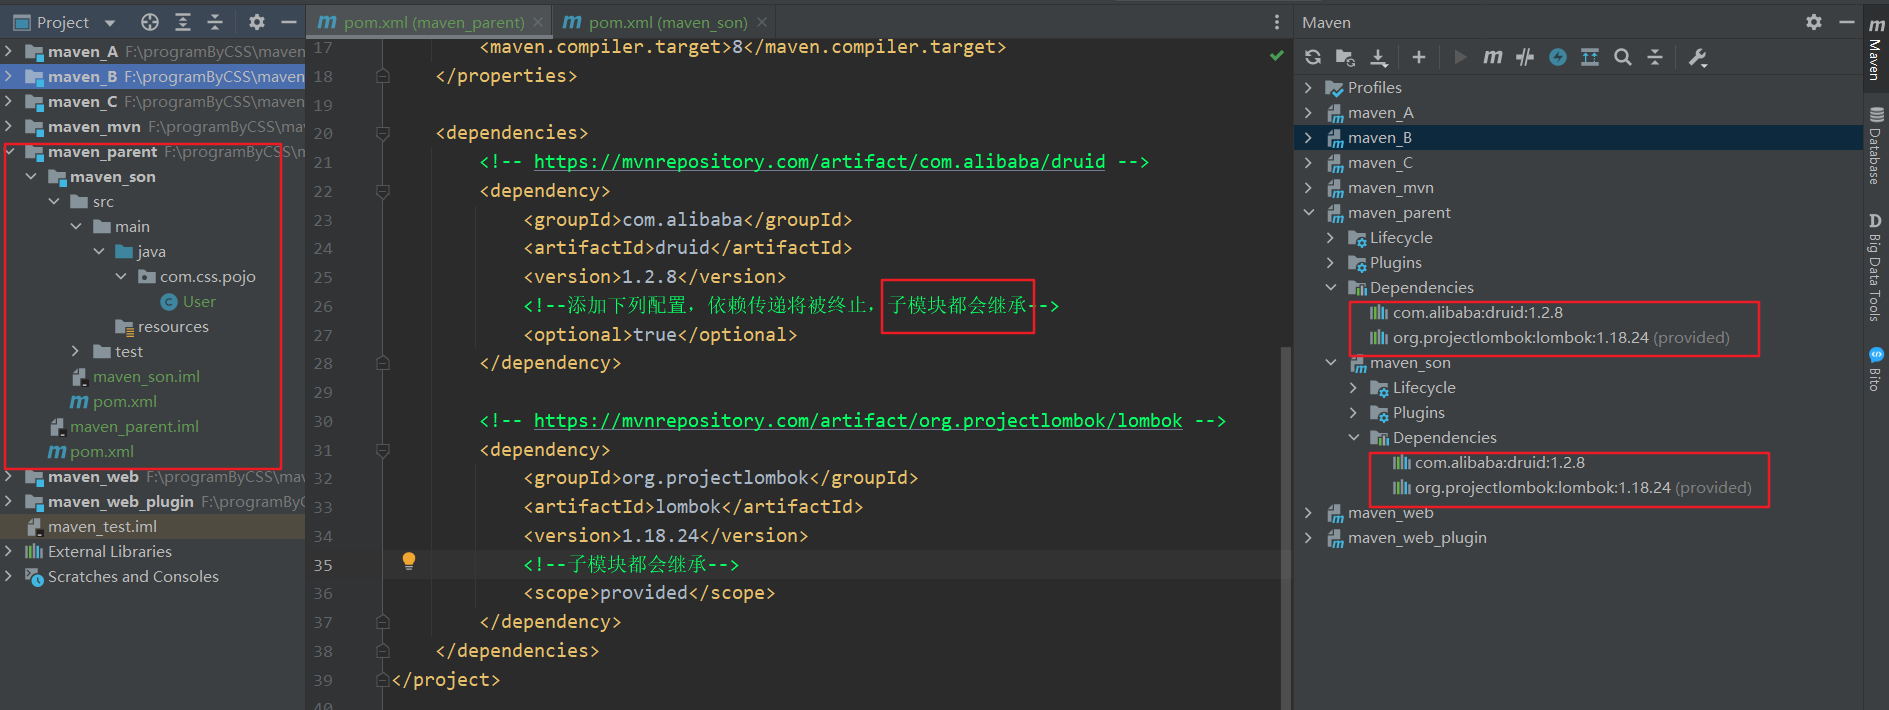 Project
maven_A F:\programByCSS\maven
maven_B F:\programByCSS\maven
maven_C F:\programByCSS\maven
maven_mvn F:\programByCSS\ma
maven_parent F:\programByCSS\m
maven_son
src
main
java
com.css.pojo
User
resources
test
maven_son.iml
pom.xml
maven_parent.iml
pom.xml
maven_web F:\programByCSS\mav
maven_web_plugin F:\programByC
maven_test.iml
External Libraries
Scratches and Consoles
pom.xml (maven_parent)
pom.xml (maven_son)
17 <maven.compiler.target>8</maven.compiler.target>
18 </properties>
19
20 <dependencies>
21 <!-- https://mvnrepository.com/artifact/com.alibaba/druid -->
22 <dependency>
23 <groupId>com.alibaba</groupId>
24 <artifactId>druid</artifactId>
25 <version>1.2.8</version>
26 <!--添加下列配置，依赖传递将被终止，子模块都会继承-->
27 <optional>true</optional>
28 </dependency>
29
30 <!-- https://mvnrepository.com/artifact/org.projectlombok/lombok -->
31 <dependency>
32 <groupId>org.projectlombok</groupId>
33 <artifactId>lombok</artifactId>
34 <version>1.18.24</version>
35 <!--子模块都会继承-->
36 <scope>provided</scope>
37 </dependency>
38 </dependencies>
39 </project>
40
Maven
Profiles
maven_A
maven_B
maven_C
maven_mvn
maven_parent
Lifecycle
Plugins
Dependencies
com.alibaba:druid:1.2.8
org.projectlombok:lombok:1.18.24 (provided)
maven_son
Lifecycle
Plugins
Dependencies
com.alibaba:druid:1.2.8
org.projectlombok:lombok:1.18.24 (provided)
maven_web
maven_web_plugin
Maven
Database
Big Data Tools
Bito